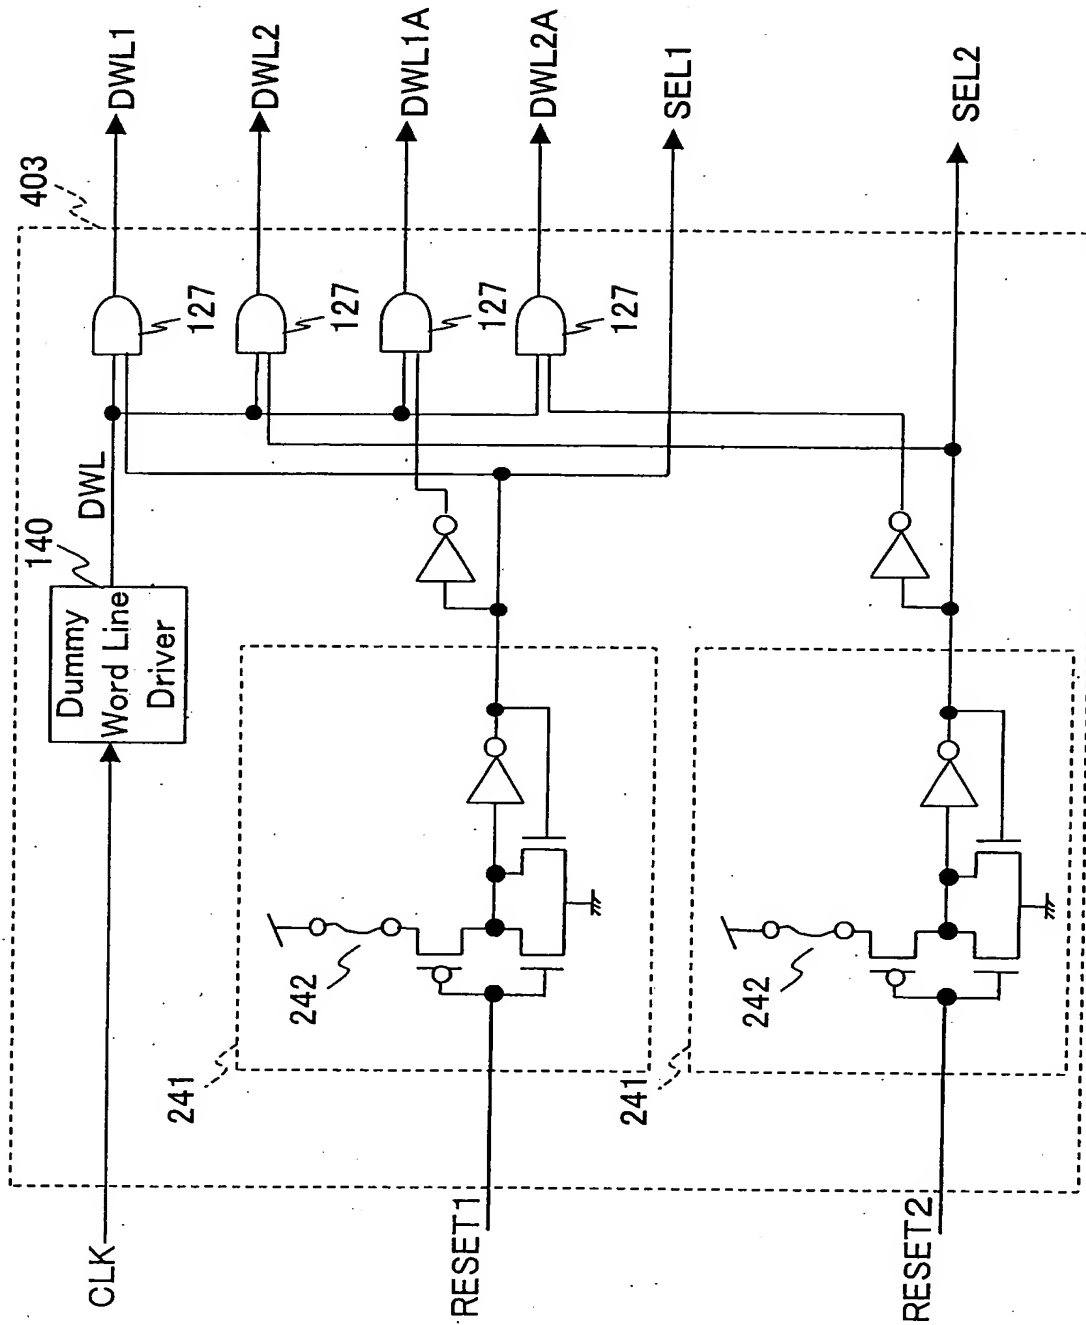 CLK
RESET1
RESET2
403
140
Dummy
Word Line
Driver
DWL
127
127
127
127
241
242
241
242
DWL1
DWL2
DWL1A
DWL2A
SEL1
SEL2